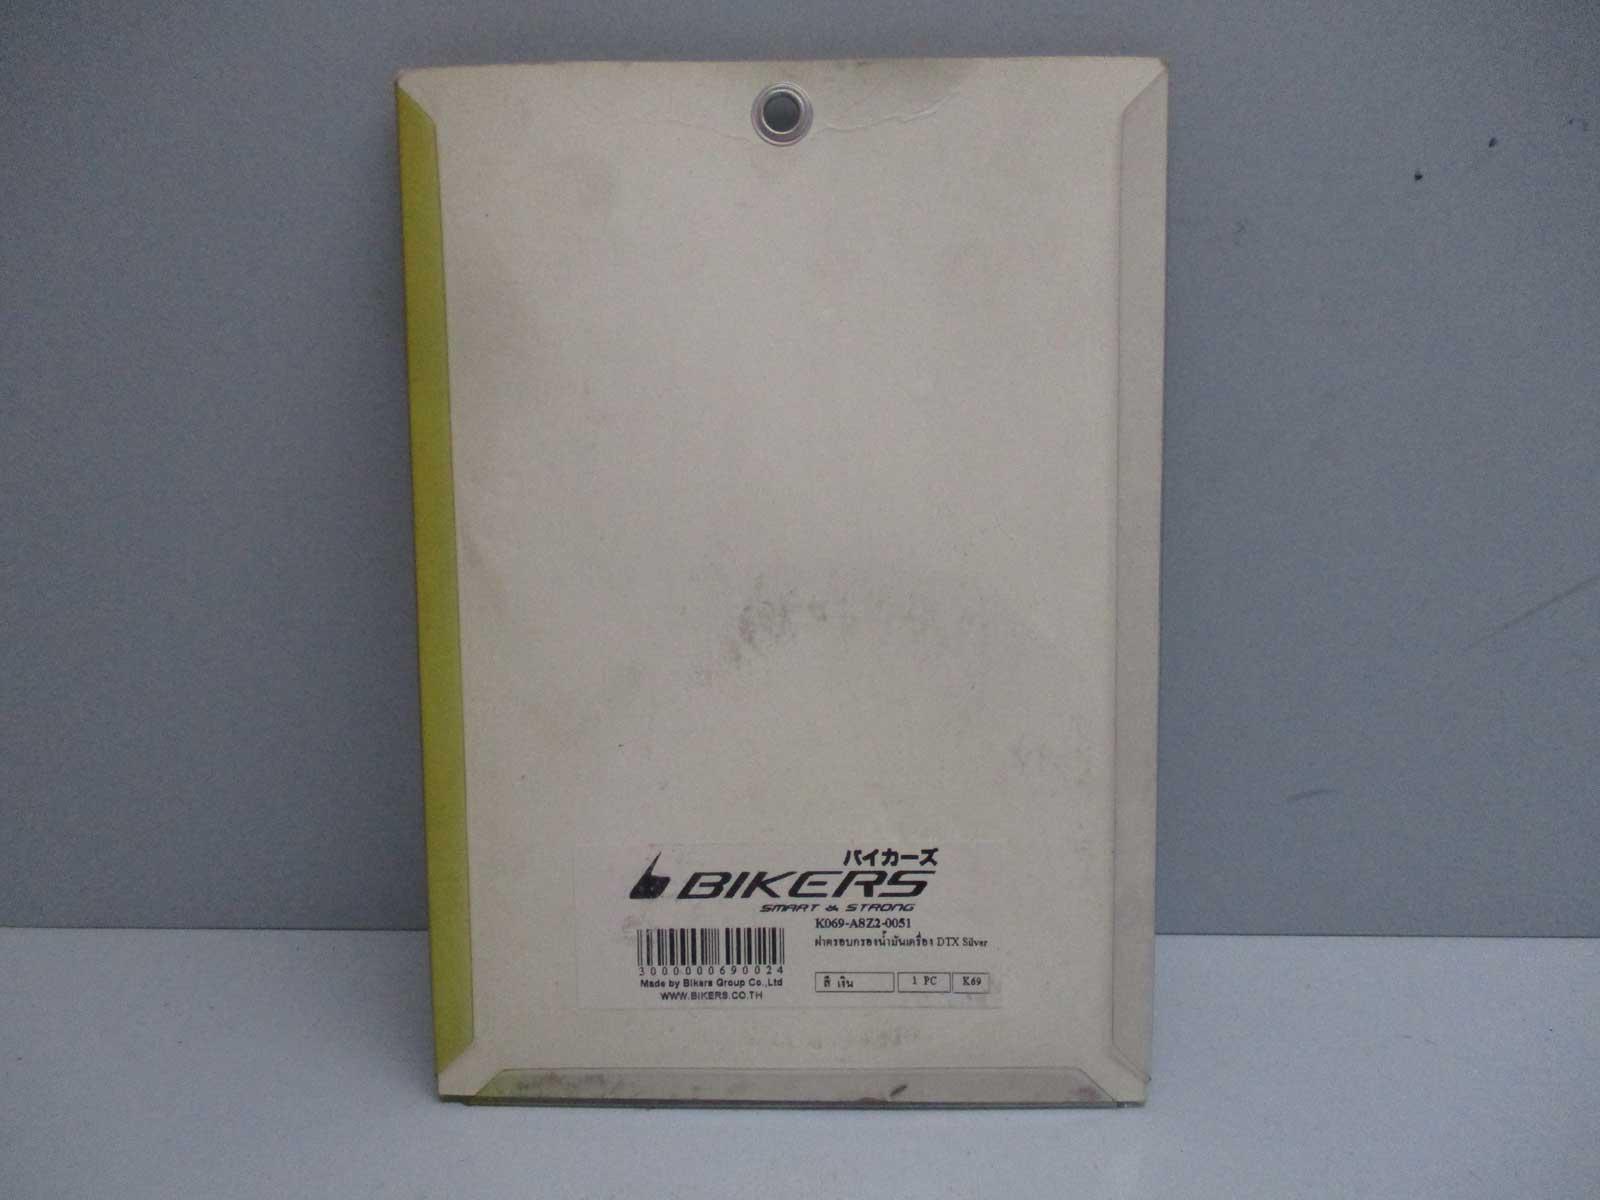 バイカーズ
BIKERS
SMART & STRONG
K069-A8Z2-0051
ฝาครอบกรองน้ำมันเครื่อง DTX Silver
3000000690024
Made by Bikers Group Co.,Ltd
WWW.BIKERS.CO.TH
สี เงิน 1 PC K69